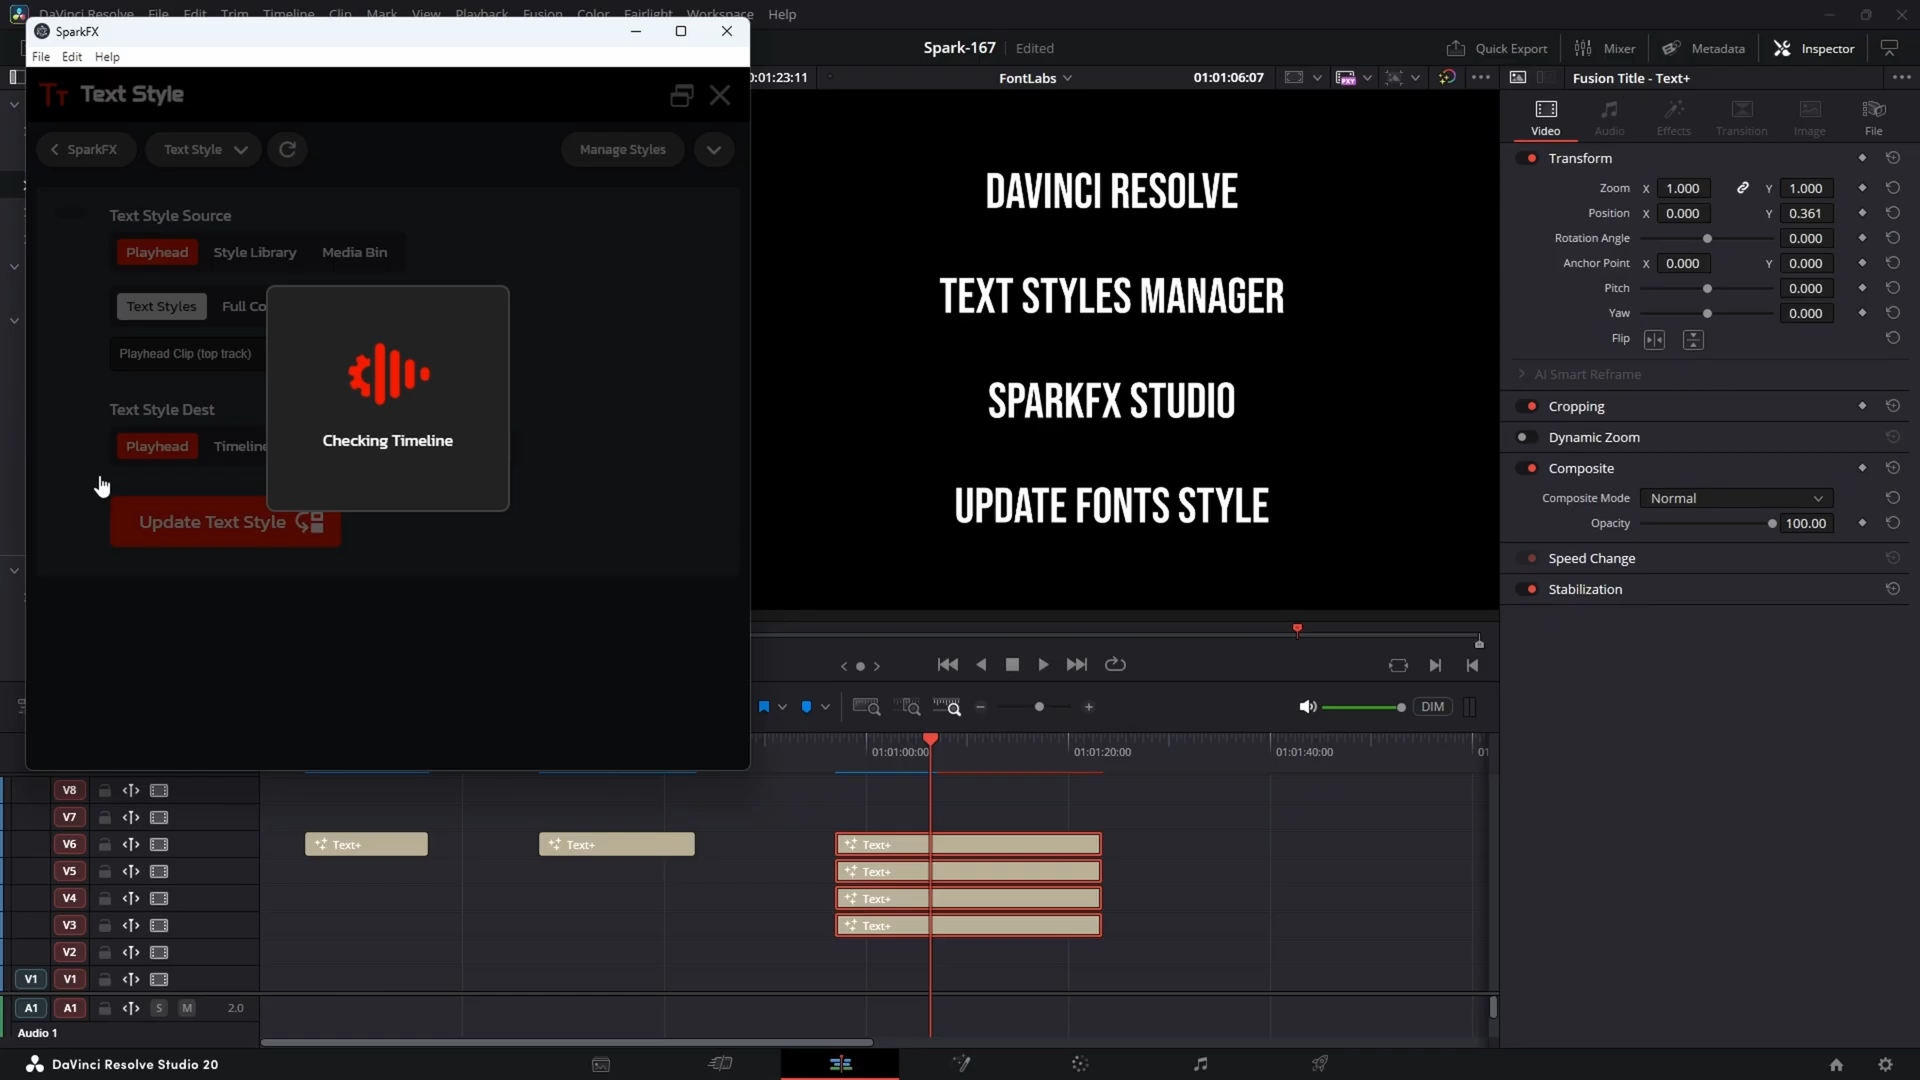 DaVinci Resolve File Edit Trim Timeline Clip Mark View Playback Fusion Color Fairlight Workspace Help
SparkFX
File Edit Help
Spark-167 Edited
Quick Export Mixer Metadata Inspector
0:01:23:11 FontLabs 01:01:06:07
Fusion Title - Text+
Text Style
SparkFX Text Style Manage Styles
Text Style Source
Playhead Style Library Media Bin
Text Styles Full Co
Playhead Clip (top track)
Text Style Dest
Playhead Timeline
Update Text Style
Checking Timeline
DAVINCI RESOLVE
TEXT STYLES MANAGER
SPARKFX STUDIO
UPDATE FONTS STYLE
Video Audio Effects Transition Image File
Transform
Zoom X 1.000 Y 1.000
Position X 0.000 Y 0.361
Rotation Angle 0.000
Anchor Point X 0.000 Y 0.000
Pitch 0.000
Yaw 0.000
Flip
AI Smart Reframe
Cropping
Dynamic Zoom
Composite
Composite Mode Normal
Opacity 100.00
Speed Change
Stabilization
DIM
01:01:00:00 01:01:20:00 01:01:40:00 01
V8
V7
V6 Text+ Text+ Text+
V5 Text+
V4 Text+
V3 Text+
V2
V1 V1
A1 A1 S M 2.0
Audio 1
DaVinci Resolve Studio 20